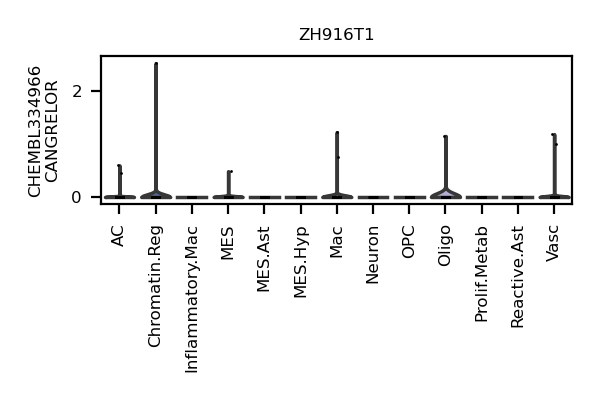 ZH916T1
CHEMBL334966
CANGRELOR
2
0
AC
Chromatin.Reg
Inflammatory.Mac
MES
MES.Ast
MES.Hyp
Mac
Neuron
OPC
Oligo
Prolif.Metab
Reactive.Ast
Vasc